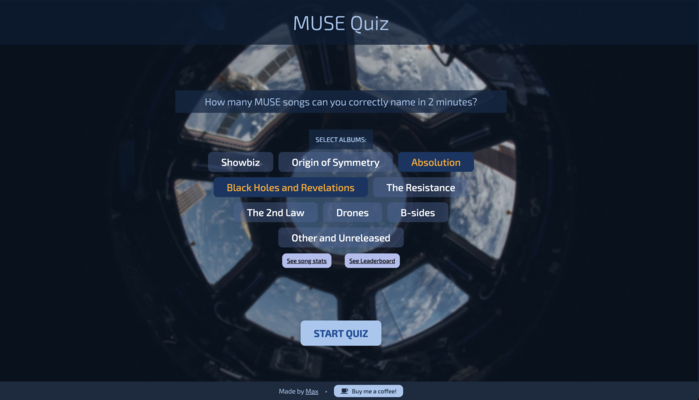 MUSE Quiz
How many MUSE songs can you correctly name in 2 minutes?
SELECT ALBUMS:
Showbiz Origin of Symmetry Absolution
Black Holes and Revelations The Resistance
The 2nd Law Drones B-sides
Other and Unreleased
See song stats See Leaderboard
START QUIZ
Made by Max • Buy me a coffee!